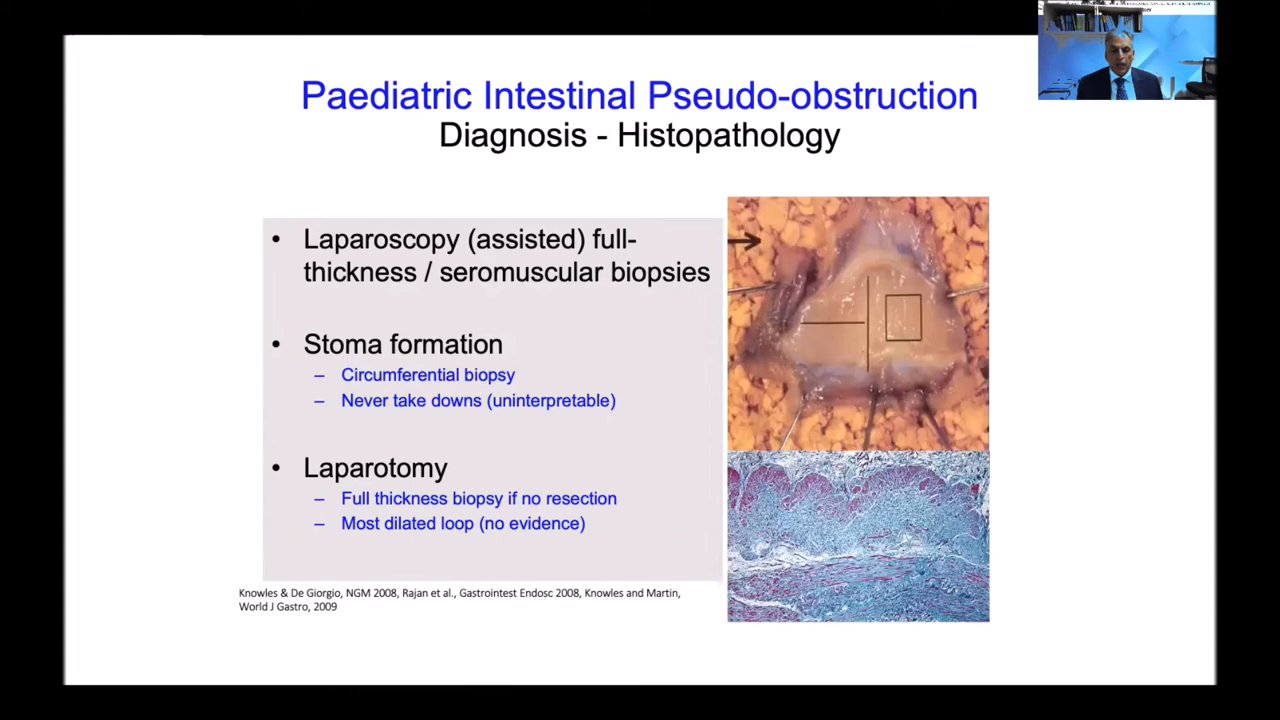 Paediatric Intestinal Pseudo-obstruction
Diagnosis - Histopathology
• Laparoscopy (assisted) full-
thickness / seromuscular biopsies
• Stoma formation
– Circumferential biopsy
– Never take downs (uninterpretable)
• Laparotomy
– Full thickness biopsy if no resection
– Most dilated loop (no evidence)
Knowles & De Giorgio, NGM 2008, Rajan et al., Gastrointest Endosc 2008, Knowles and Martin,
World J Gastro, 2009